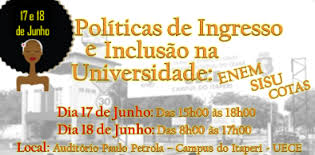 17 e 18
de Junho
Políticas de Ingresso
e Inclusão na
Universidade: ENEM
SISU
COTAS
Dia 17 de Junho: Das 15h00 às 18h00
Dia 18 de Junho: Das 8h00 às 17h00
Local: Auditório Paulo Petrola – Campus do Itaperi - UECE